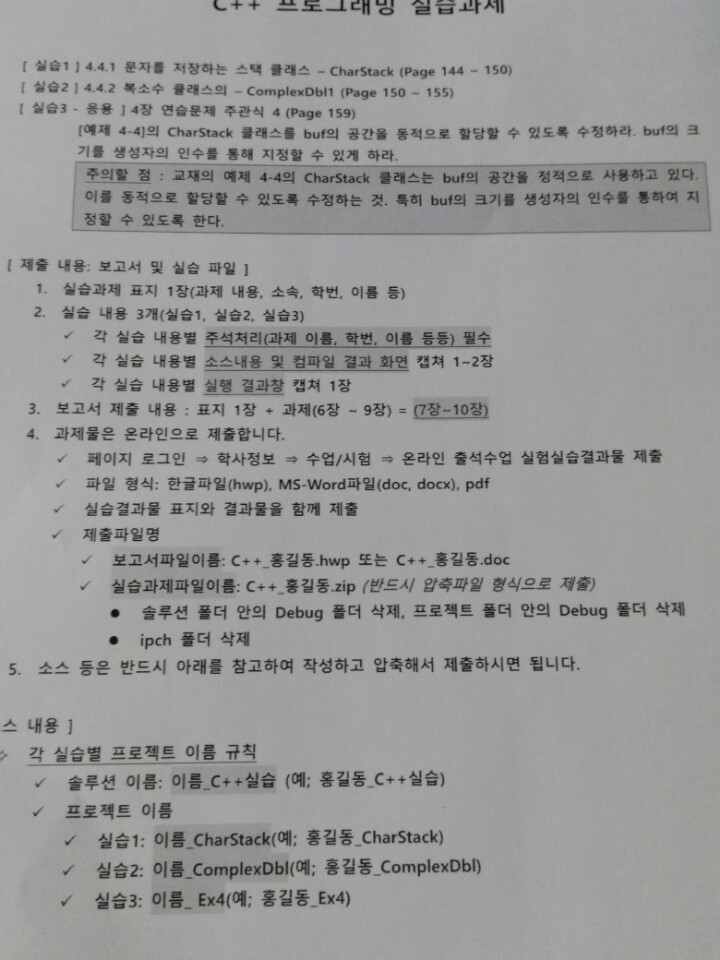 C++ 프로그래밍 실습과제
[ 실습1 ] 4.4.1 문자를 저장하는 스택 클래스 – CharStack (Page 144 ~ 150)
[ 실습2 ] 4.4.2 복소수 클래스의 – ComplexDbl1 (Page 150 ~ 155)
[ 실습3 - 응용 ] 4장 연습문제 주관식 4 (Page 159)
[예제 4-4]의 CharStack 클래스를 buf의 공간을 동적으로 할당할 수 있도록 수정하라. buf의 크
기를 생성자의 인수를 통해 지정할 수 있게 하라.
주의할 점 : 교재의 예제 4-4의 CharStack 클래스는 buf의 공간을 정적으로 사용하고 있다.
이를 동적으로 할당할 수 있도록 수정하는 것. 특히 buf의 크기를 생성자의 인수를 통하여 지
정할 수 있도록 한다.
[ 제출 내용: 보고서 및 실습 파일 ]
1. 실습과제 표지 1장(과제 내용, 소속, 학번, 이름 등)
2. 실습 내용 3개(실습1, 실습2, 실습3)
✓ 각 실습 내용별 주석처리(과제 이름, 학번, 이름 등등) 필수
✓ 각 실습 내용별 소스내용 및 컴파일 결과 화면 캡쳐 1~2장
✓ 각 실습 내용별 실행 결과창 캡쳐 1장
3. 보고서 제출 내용 : 표지 1장 + 과제(6장 ~ 9장) = (7장~10장)
4. 과제물은 온라인으로 제출합니다.
✓ 페이지 로그인 ⇒ 학사정보 ⇒ 수업/시험 ⇒ 온라인 출석수업 실험실습결과물 제출
✓ 파일 형식: 한글파일(hwp), MS-Word파일(doc, docx), pdf
✓ 실습결과물 표지와 결과물을 함께 제출
✓ 제출파일명
✓ 보고서파일이름: C++_홍길동.hwp 또는 C++_홍길동.doc
✓ 실습과제파일이름: C++_홍길동.zip (반드시 압축파일 형식으로 제출)
● 솔루션 폴더 안의 Debug 폴더 삭제, 프로젝트 폴더 안의 Debug 폴더 삭제
● ipch 폴더 삭제
5. 소스 등은 반드시 아래를 참고하여 작성하고 압축해서 제출하시면 됩니다.
스 내용 ]
각 실습별 프로젝트 이름 규칙
✓ 솔루션 이름: 이름_C++실습 (예; 홍길동_C++실습)
✓ 프로젝트 이름
✓ 실습1: 이름_CharStack(예; 홍길동_CharStack)
✓ 실습2: 이름_ComplexDbl(예; 홍길동_ComplexDbl)
✓ 실습3: 이름_ Ex4(예; 홍길동_Ex4)